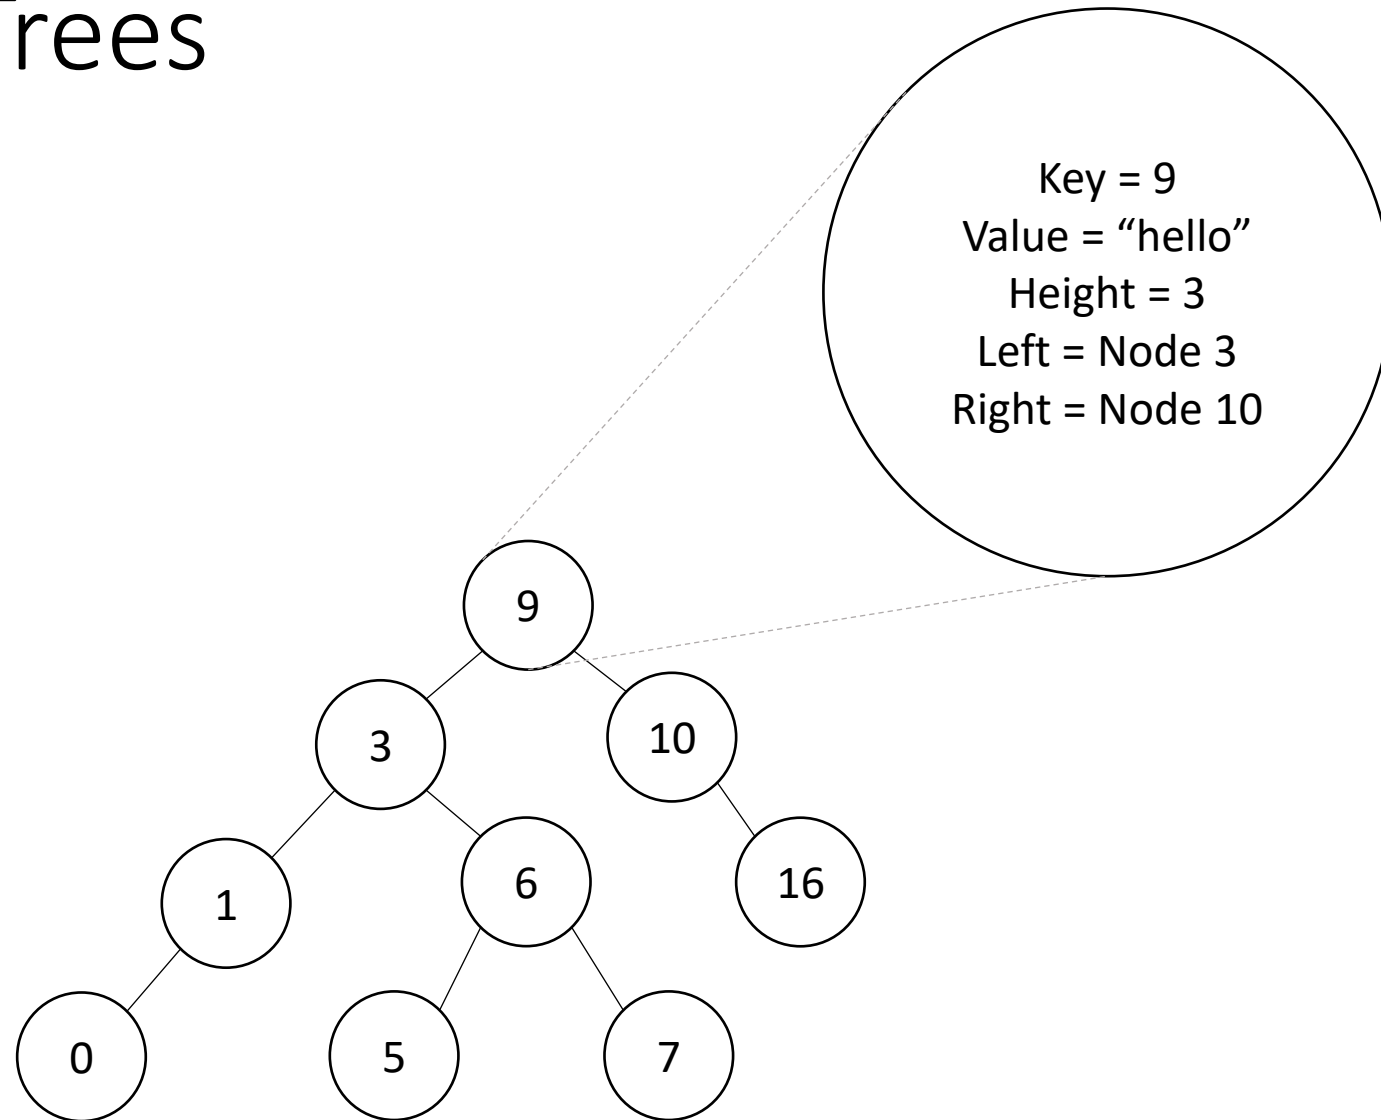 Trees
Key = 9
Value = “hello”
Height = 3
Left = Node 3
Right = Node 10
9
3
10
1
6
16
0
5
7